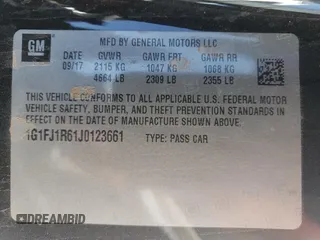 GM
MFD BY GENERAL MOTORS LLC
DATE GVWR GAWR FRT GAWR RR
09/17 2115 KG 1047 KG 1068 KG
4664 LB 2309 LB 2355 LB
THIS VEHICLE CONFORMS TO ALL APPLICABLE U.S. FEDERAL MOTOR
VEHICLE SAFETY, BUMPER, AND THEFT PREVENTION STANDARDS
IN EFFECT ON THE DATE OF MANUFACTURE SHOWN ABOVE.
1G1FJ1R61J0123661 TYPE: PASS CAR
DREAMBID